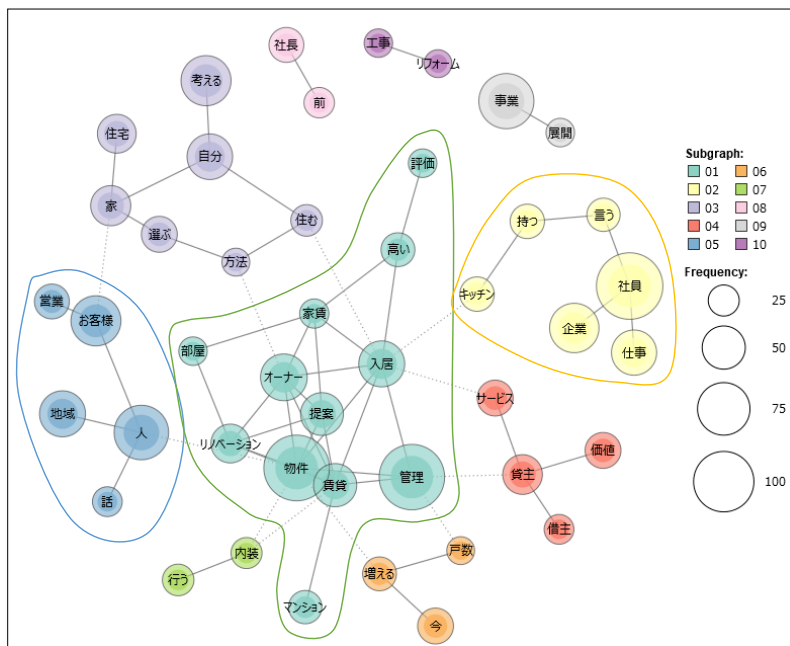 社長
前
工事
リフォーム
考える
住宅
自分
家
選ぶ
方法
住む
事業
展開
評価
高い
家賃
部屋
オーナー
入居
提案
リノベーション
物件
賃貸
管理
マンション
持つ
言う
キッチン
社員
企業
仕事
営業
お客様
地域
人
話
サービス
貸主
価値
借主
内装
行う
増える
戸数
今
Subgraph:
01 06
02 07
03 08
04 09
05 10
Frequency:
25
50
75
100